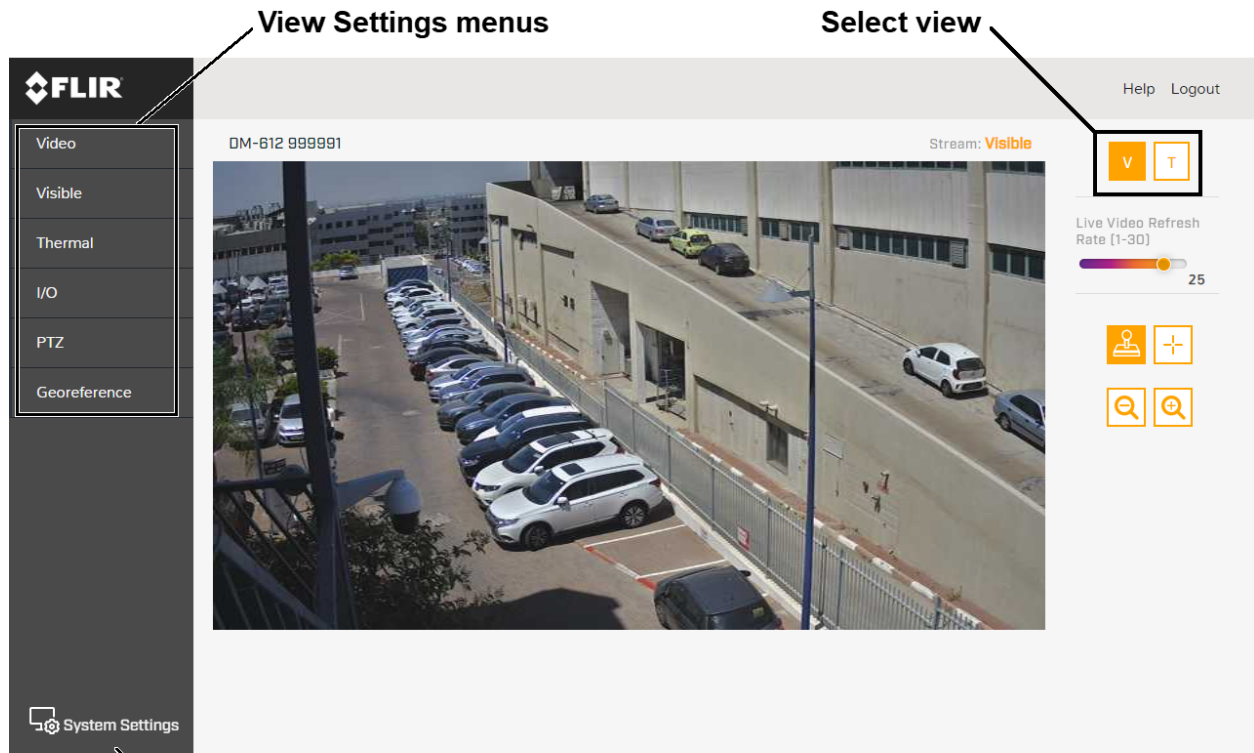 View Settings menus
Select view
FLIR
Help Logout
Video
Visible
Thermal
I/O
PTZ
Georeference
DM-612 999991
Stream: Visible
V T
Live Video Refresh
Rate [1-30]
25
System Settings